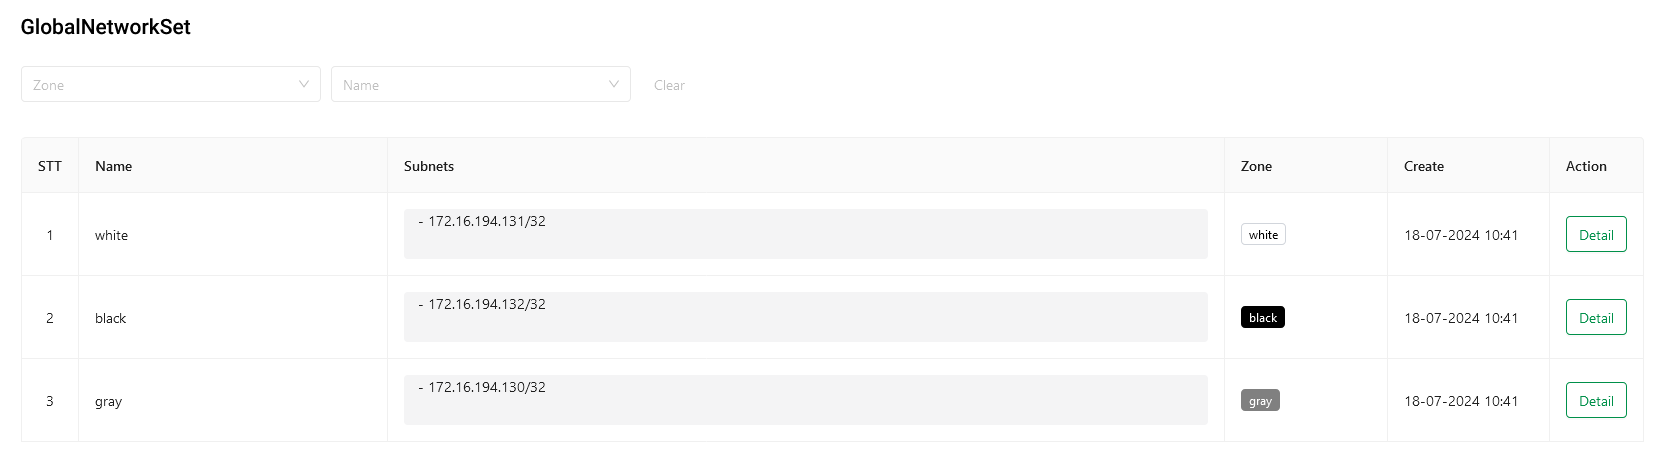 GlobalNetworkSet
Zone Name Clear
STT Name Subnets Zone Create Action
1 white - 172.16.194.131/32 white 18-07-2024 10:41 Detail
2 black - 172.16.194.132/32 black 18-07-2024 10:41 Detail
3 gray - 172.16.194.130/32 gray 18-07-2024 10:41 Detail